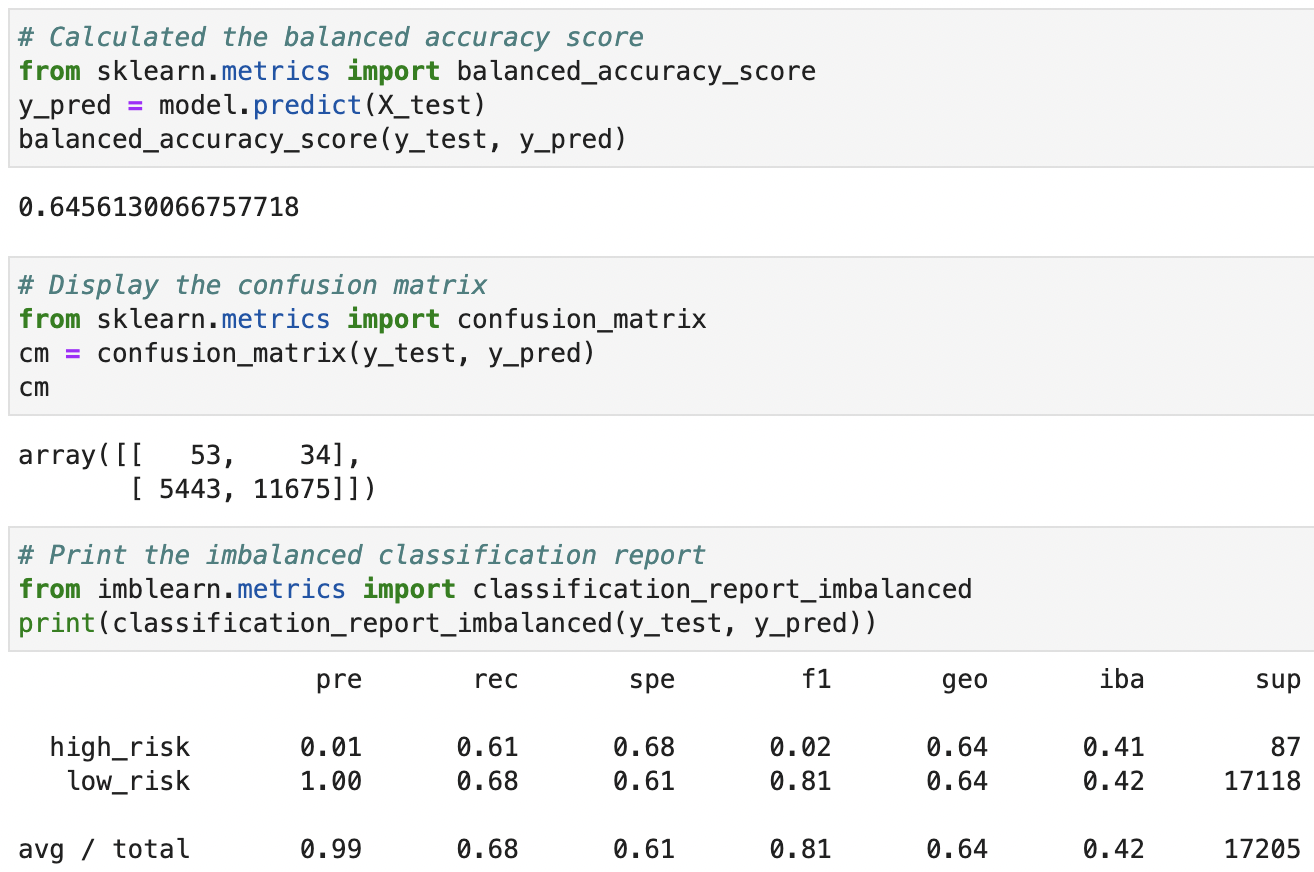 # Calculated the balanced accuracy score
from sklearn.metrics import balanced_accuracy_score
y_pred = model.predict(X_test)
balanced_accuracy_score(y_test, y_pred)
0.6456130066757718
# Display the confusion matrix
from sklearn.metrics import confusion_matrix
cm = confusion_matrix(y_test, y_pred)
cm
array([[   53,    34],
       [ 5443, 11675]])
# Print the imbalanced classification report
from imblearn.metrics import classification_report_imbalanced
print(classification_report_imbalanced(y_test, y_pred))
                   pre       rec       spe        f1       geo       iba       sup
  high_risk       0.01      0.61      0.68      0.02      0.64      0.41        87
   low_risk       1.00      0.68      0.61      0.81      0.64      0.42     17118
avg / total       0.99      0.68      0.61      0.81      0.64      0.42     17205